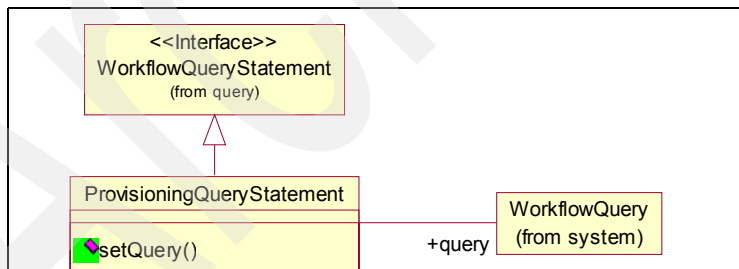 <<Interface>>
WorkflowQueryStatement
(from query)
ProvisioningQueryStatement
setQuery()
+query
WorkflowQuery
(from system)